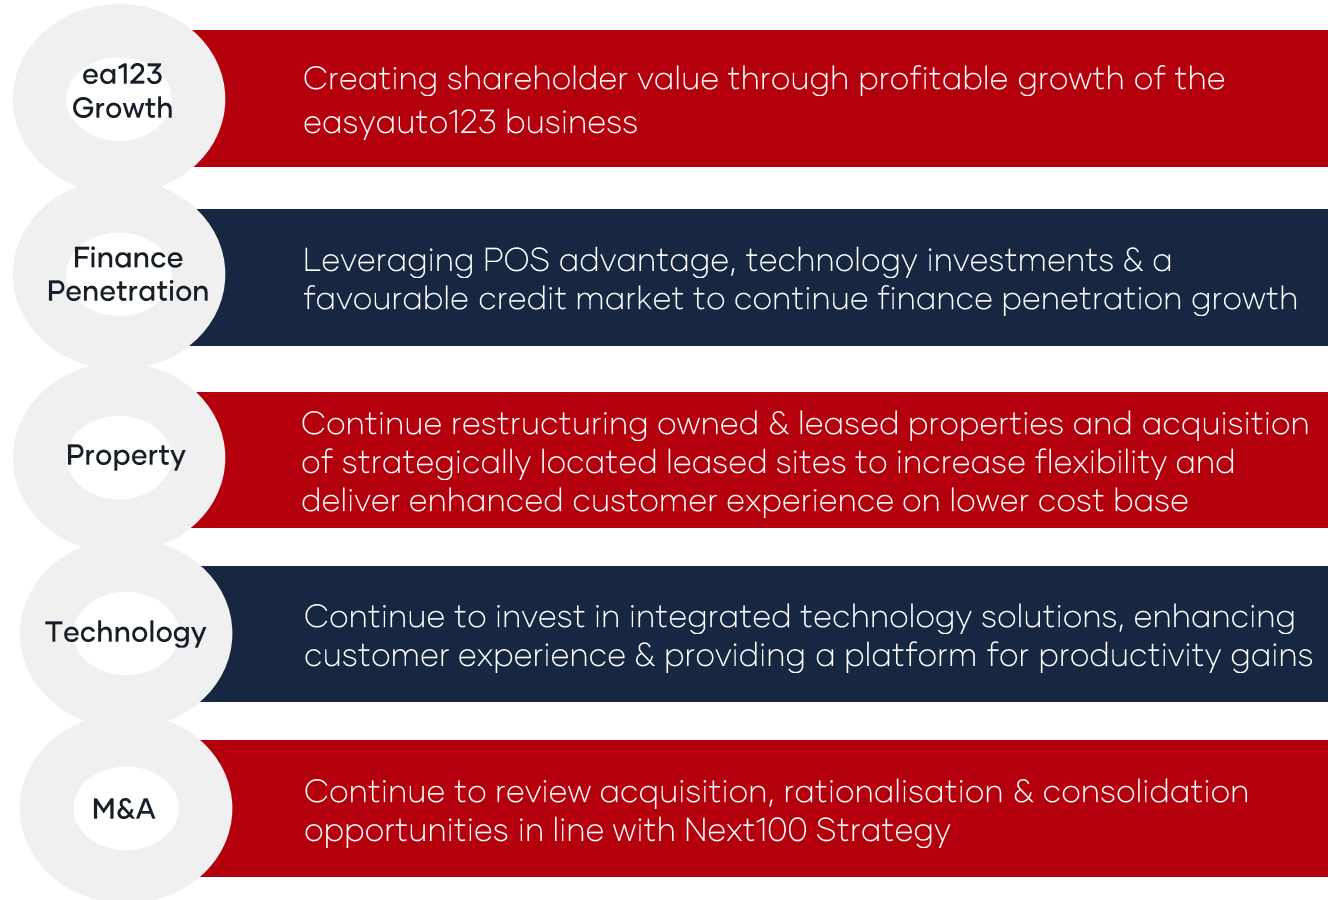 ea123
Growth
Creating shareholder value through profitable growth of the
easyauto123 business
Finance
Penetration
Leveraging POS advantage, technology investments & a
favourable credit market to continue finance penetration growth
Property
Continue restructuring owned & leased properties and acquisition
of strategically located leased sites to increase flexibility and
deliver enhanced customer experience on lower cost base
Technology
Continue to invest in integrated technology solutions, enhancing
customer experience & providing a platform for productivity gains
M&A
Continue to review acquisition, rationalisation & consolidation
opportunities in line with Next100 Strategy